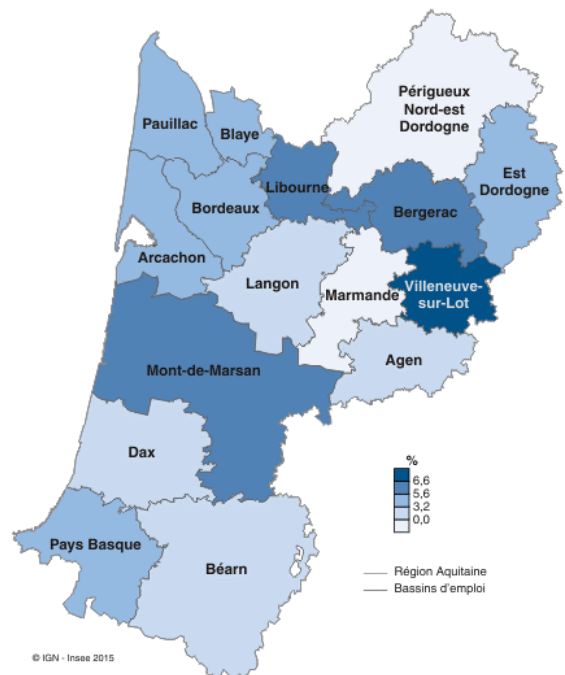 Périgueux
Nord-est
Dordogne
Pauillac
Blaye
Est
Dordogne
Libourne
Bordeaux
Bergerac
Arcachon
Langon
Marmande
Villeneuve-
sur-Lot
Agen
Mont-de-Marsan
Dax
%
6,6
5,6
3,2
0,0
Pays Basque
Béarn
Région Aquitaine
Bassins d'emploi
© IGN - Insee 2015